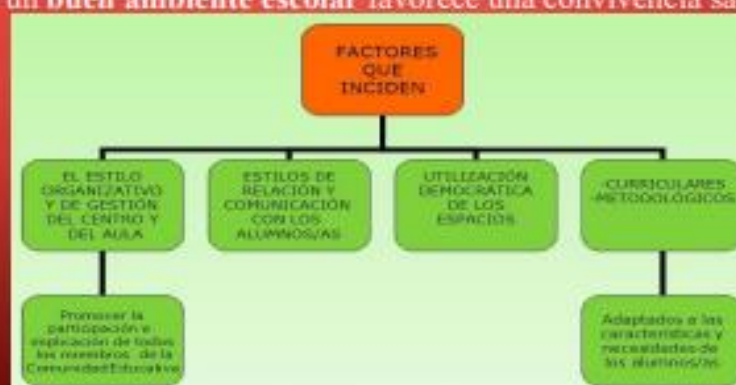 un buen ambiente escolar favorece una convivencia sa
FACTORES
QUE
INCIDEN
EL ESTILO
ORGANIZATIVO
Y DE GESTIÓN
DEL CENTRO Y
DEL AULA
ESTILOS DE
RELACIÓN Y
COMUNICACIÓN
CON LOS
ALUMNOS/AS
UTILIZACIÓN
DEMOCRÁTICA
DE LOS
ESPACIOS
-CURRICULARES
-METODOLÓGICOS
Promover la
participación e
implicación de todos
los miembros de la
Comunidad Educativa
Adaptados a las
características y
necesidades de
los alumnos/as